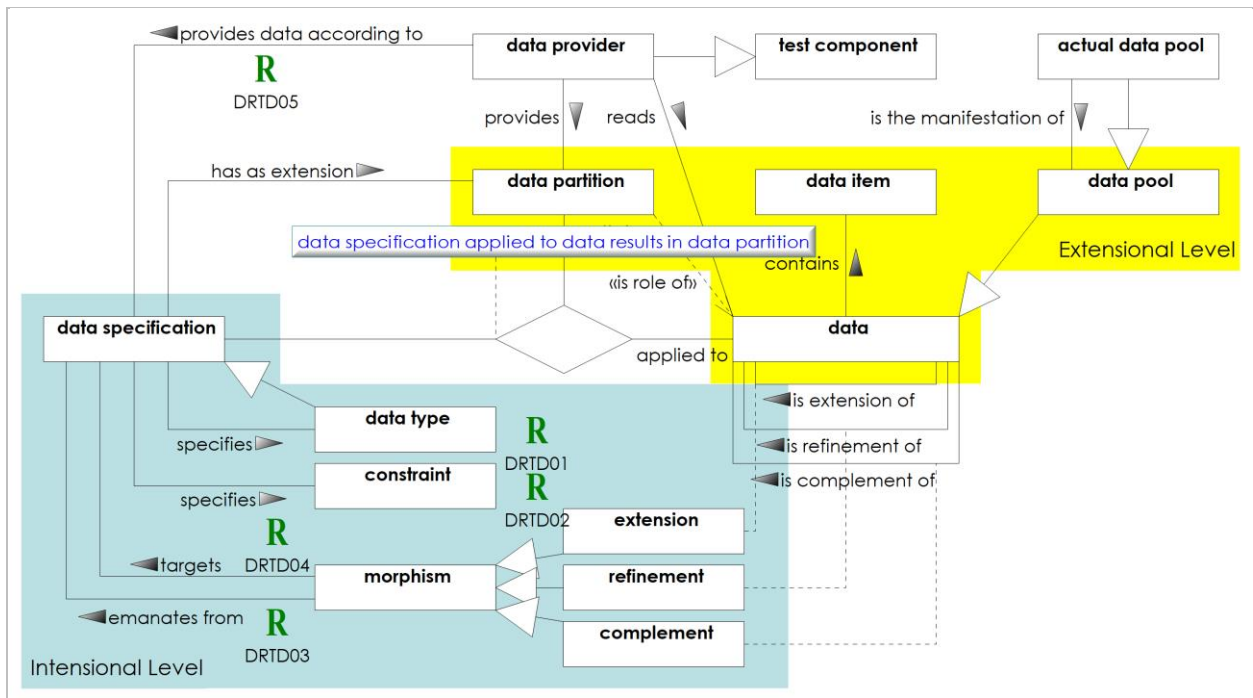 provides data according to
R
DRTD05
data provider
test component
actual data pool
provides
reads
is the manifestation of
has as extension
data partition
data item
data pool
data specification applied to data results in data partition
contains
Extensional Level
«is role of»
data specification
applied to
data
is extension of
data type
specifies
R
DRTD01
is refinement of
constraint
specifies
R
DRTD02
is complement of
extension
R
DRTD04
targets
morphism
refinement
emanates from
R
DRTD03
complement
Intensional Level